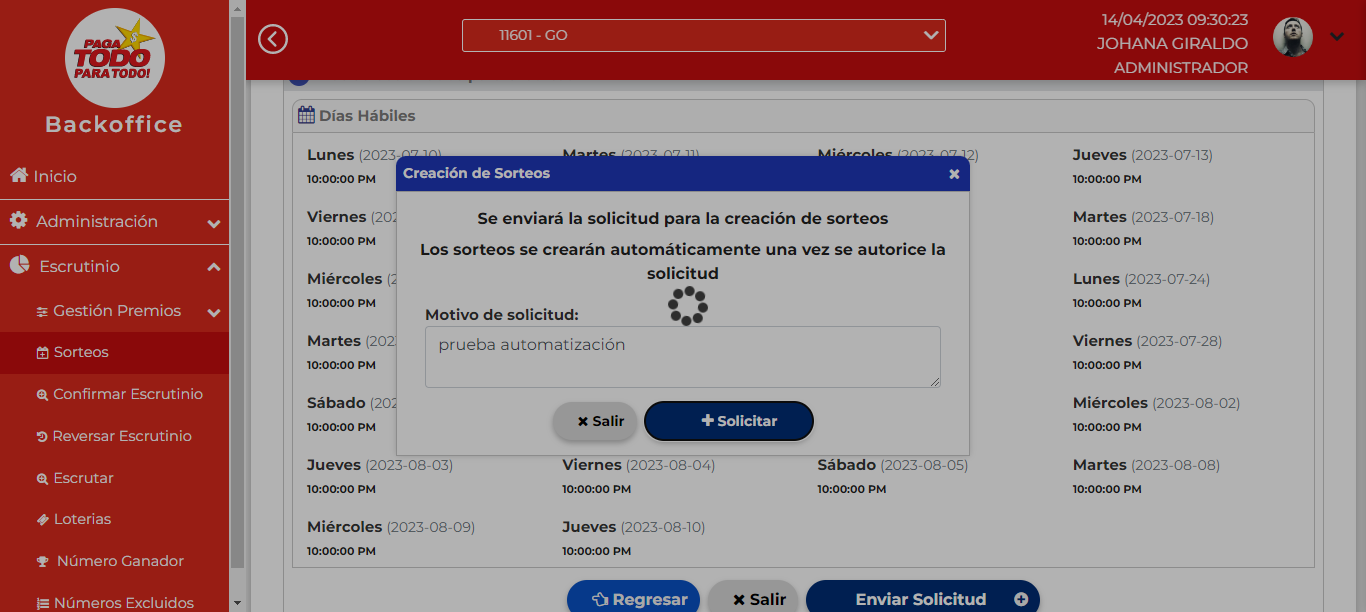 PAGA
TODO
PARA TODO!
Backoffice
Inicio
Administración
Escrutinio
Gestión Premios
Sorteos
Confirmar Escrutinio
Reversar Escrutinio
Escrutar
Loterias
Número Ganador
Números Excluidos
11601 - GO
14/04/2023 09:30:23
JOHANA GIRALDO
ADMINISTRADOR
Días Hábiles
Lunes (2023-07-10) Martes (2023-07-11) Miércoles (2023-07-12) Jueves (2023-07-13)
10:00:00 PM 10:00:00 PM
Viernes (202 Martes (2023-07-18)
10:00:00 PM 10:00:00 PM
Miércoles (2 Lunes (2023-07-24)
10:00:00 PM 10:00:00 PM
Martes (202 Viernes (2023-07-28)
10:00:00 PM 10:00:00 PM
Sábado (202 Miércoles (2023-08-02)
10:00:00 PM 10:00:00 PM
Jueves (2023-08-03) Viernes (2023-08-04) Sábado (2023-08-05) Martes (2023-08-08)
10:00:00 PM 10:00:00 PM 10:00:00 PM 10:00:00 PM
Miércoles (2023-08-09) Jueves (2023-08-10)
10:00:00 PM 10:00:00 PM
Creación de Sorteos
Se enviará la solicitud para la creación de sorteos
Los sorteos se crearán automáticamente una vez se autorice la
solicitud
Motivo de solicitud:
prueba automatización
Salir Solicitar
Regresar Salir Enviar Solicitud